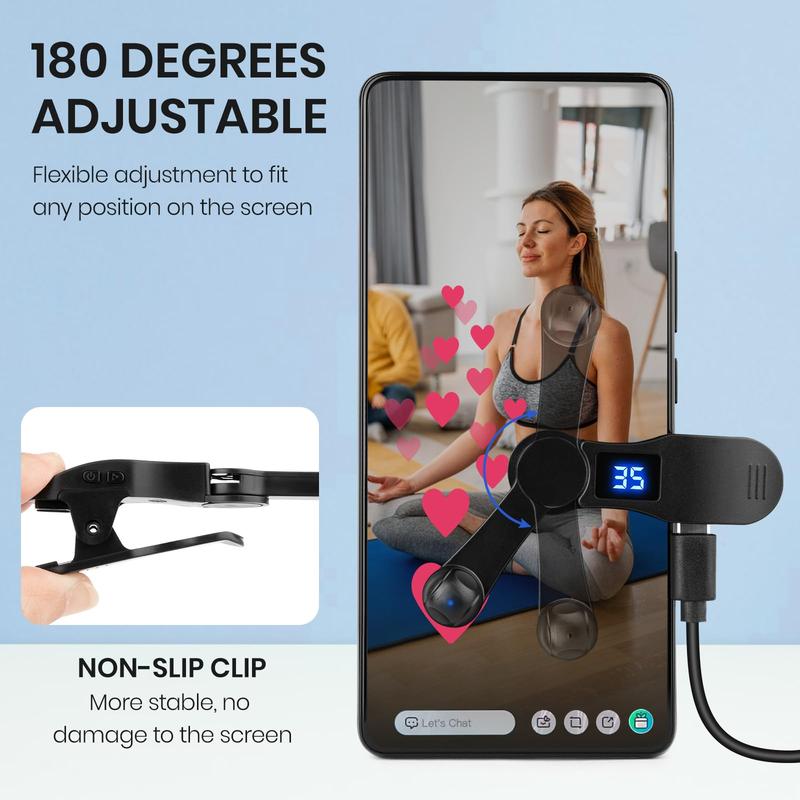 180 DEGREES
ADJUSTABLE
Flexible adjustment to fit
any position on the screen
35
NON-SLIP CLIP
More stable, no
damage to the screen
Let's Chat